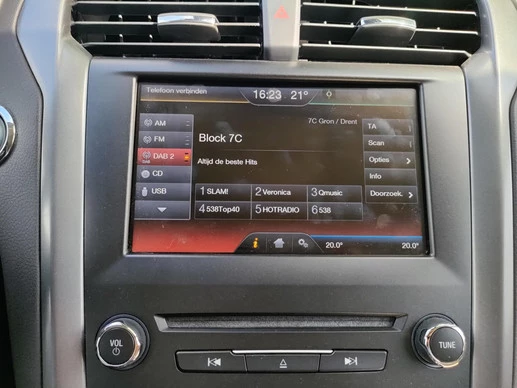 Telefoon verbinden
16:23 21°
7C Gron / Drent
AM
FM
DAB 2
DAB
CD
USB
Block 7C
Altijd de beste Hits
TA
Scan
Opties >
Info
Doorzoek. >
1 SLAM! 2 Veronica 3 Qmusic
4 538Top40 5 HOTRADIO 6 538
i
20.0° 20.0°
VOL
TUNE